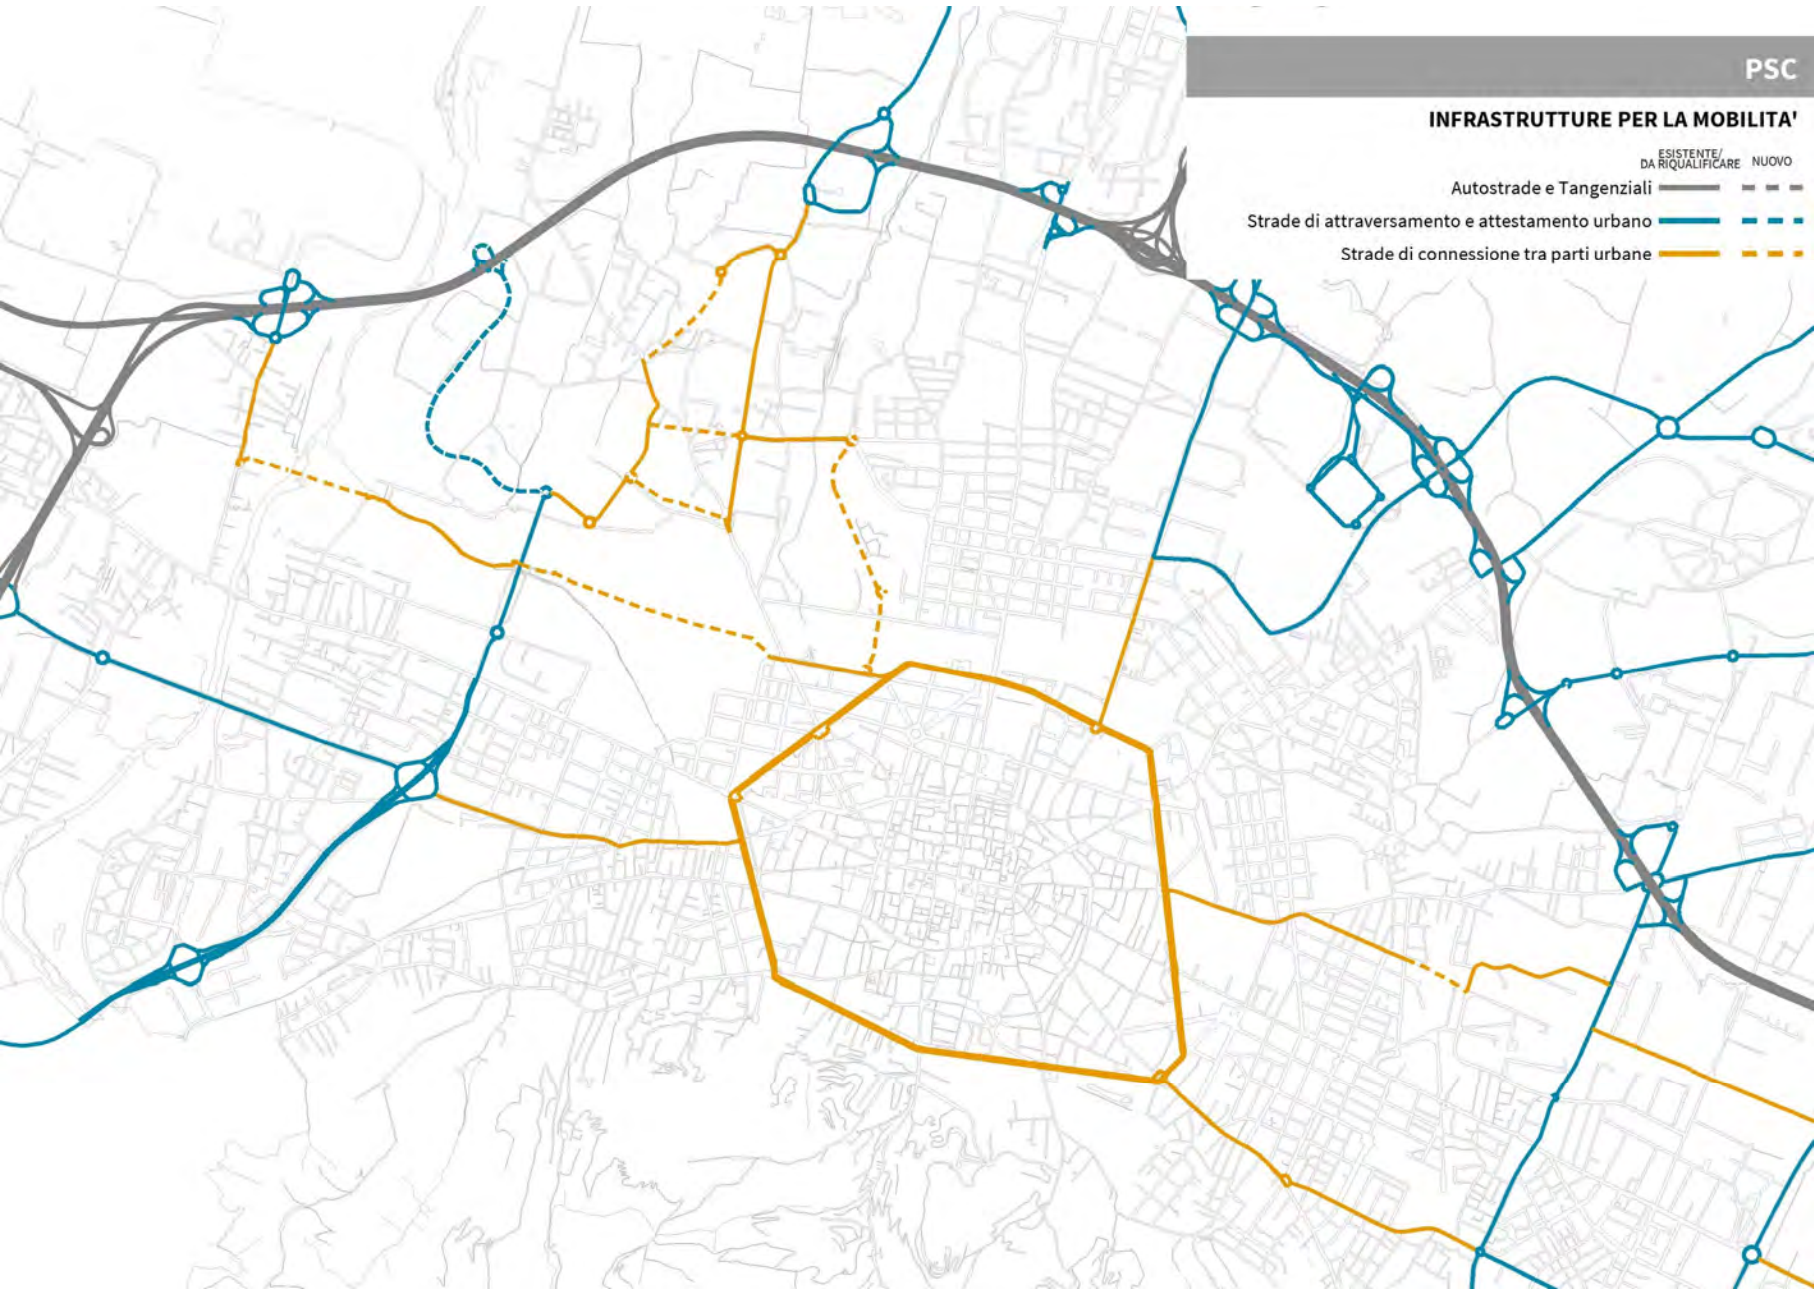 PSC
INFRASTRUTTURE PER LA MOBILITA'
ESISTENTE/
DA RIQUALIFICARE NUOVO
Autostrade e Tangenziali
Strade di attraversamento e attestamento urbano
Strade di connessione tra parti urbane